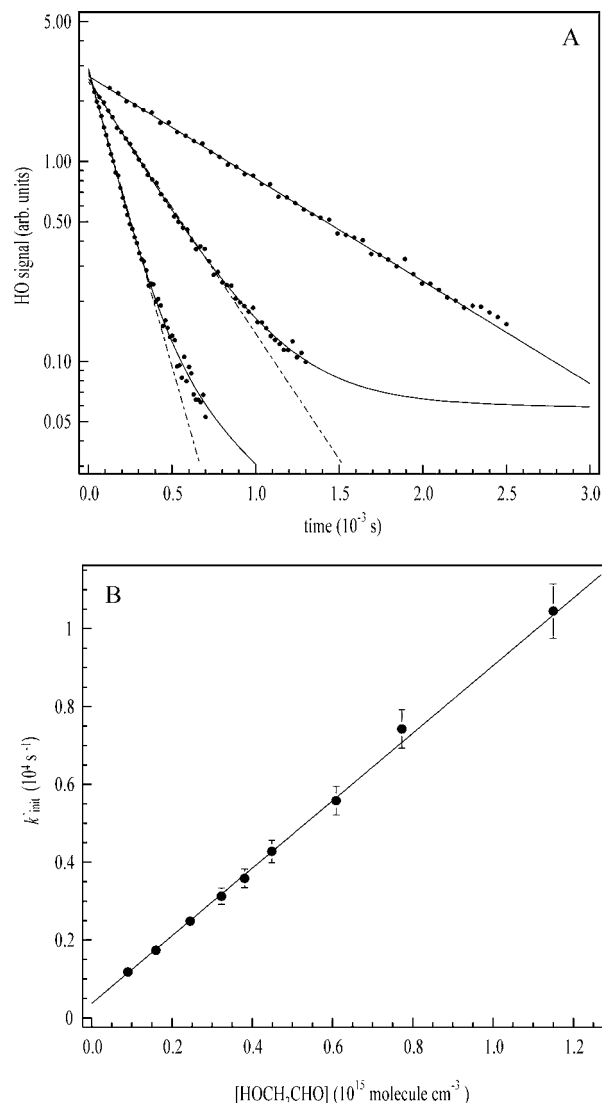 A
5.00
1.00
0.50
0.10
0.05
HO signal (arb. units)
0.0 0.5 1.0 1.5 2.0 2.5 3.0
time (10⁻³ s)
B
1
0.8
0.6
0.4
0.2
0
k'init (10⁴ s⁻¹)
0.0 0.2 0.4 0.6 0.8 1.0 1.2
[HOCH₂CHO] (10¹⁵ molecule cm⁻³)